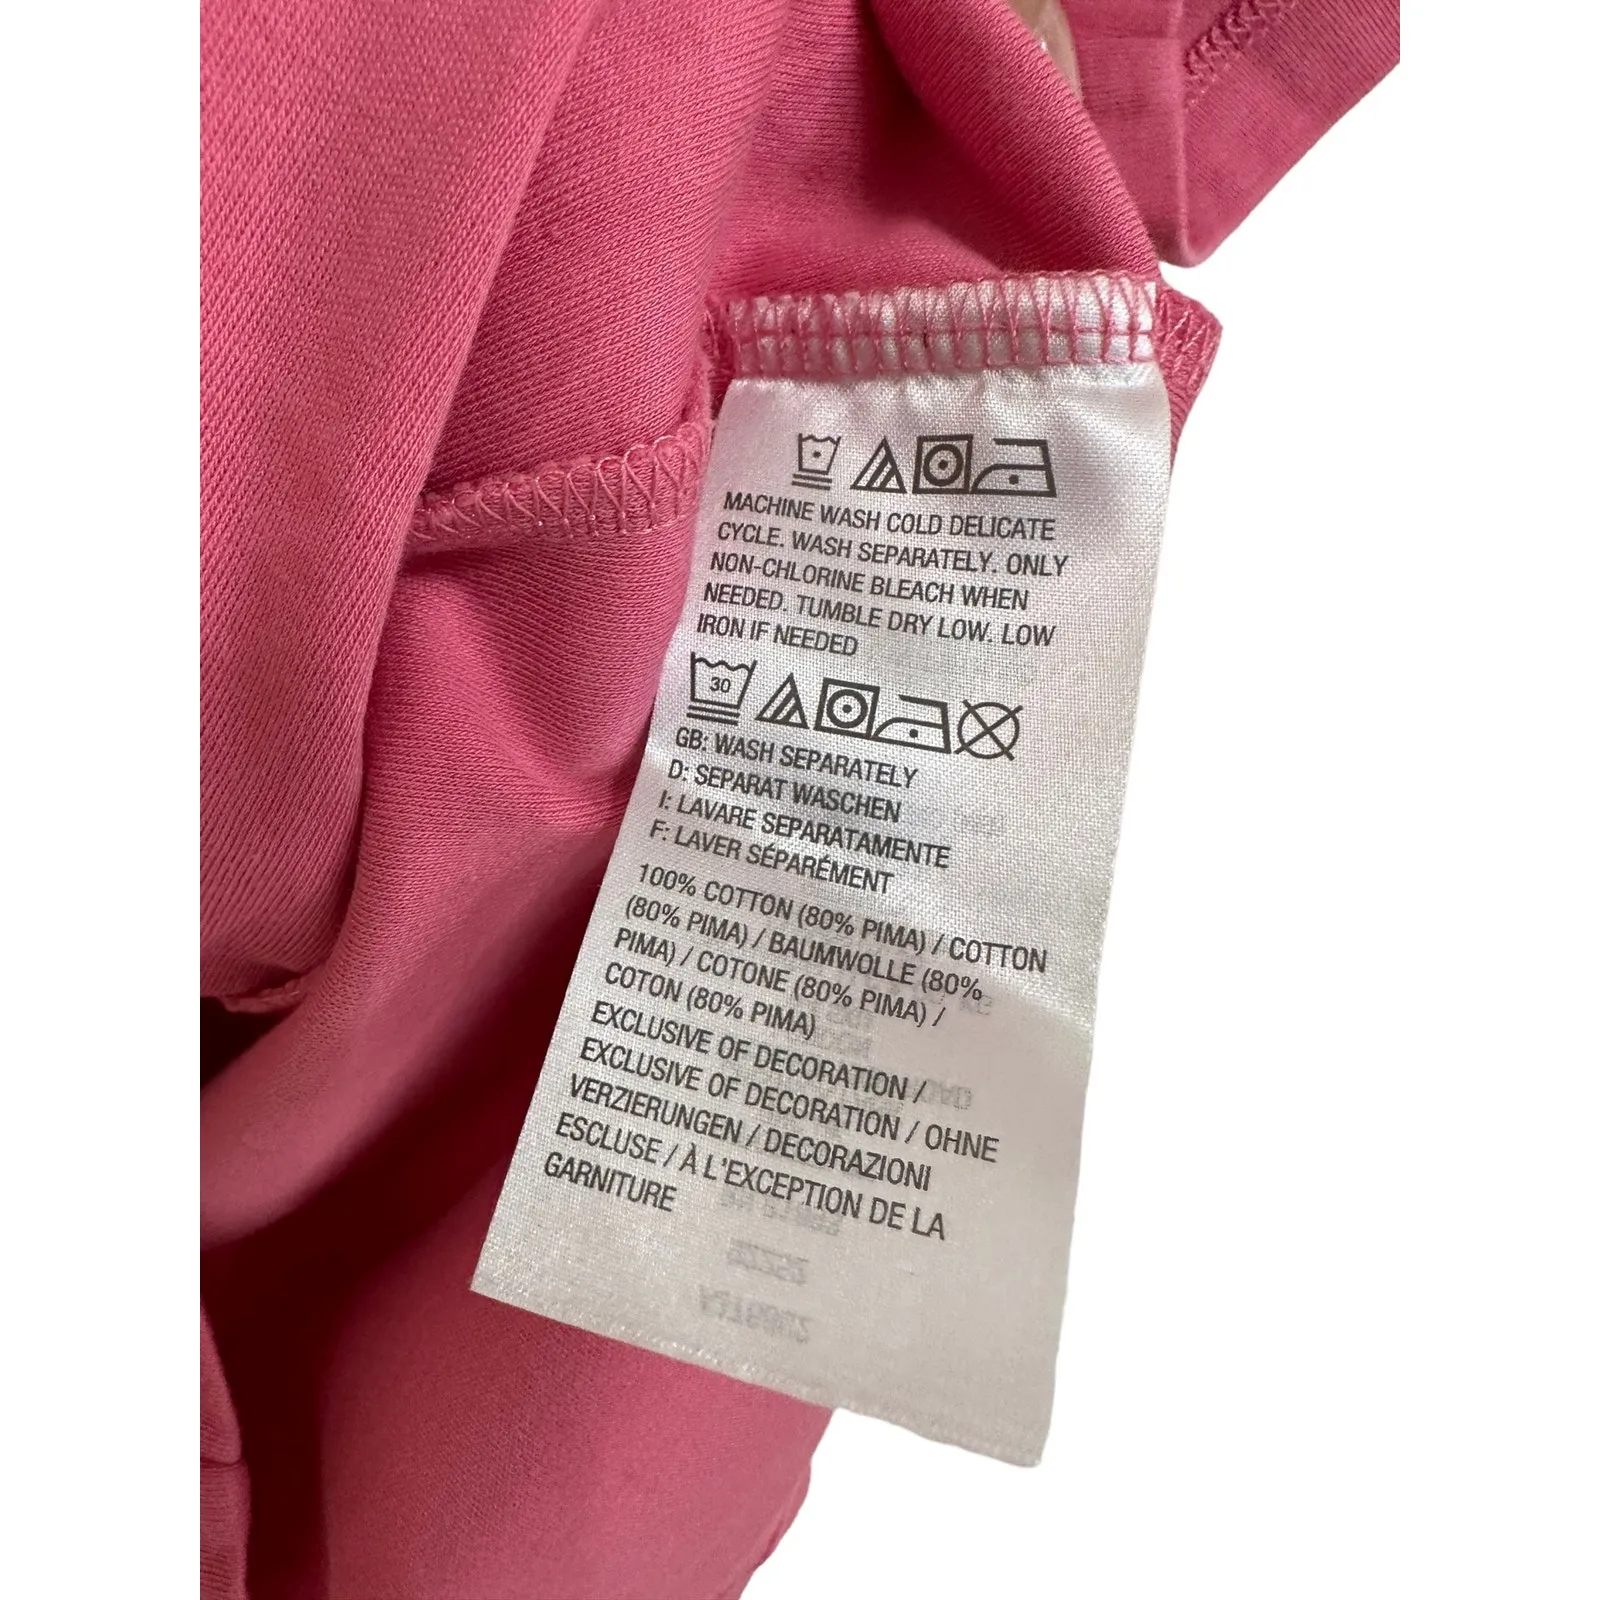 MACHINE WASH COLD DELICATE
CYCLE. WASH SEPARATELY. ONLY
NON-CHLORINE BLEACH WHEN
NEEDED. TUMBLE DRY LOW. LOW
IRON IF NEEDED
30
GB: WASH SEPARATELY
D: SEPARAT WASCHEN
I: LAVARE SEPARATAMENTE
F: LAVER SÉPARÉMENT
100% COTTON (80% PIMA) / COTTON
(80% PIMA) / BAUMWOLLE (80%
PIMA) / COTONE (80% PIMA) /
COTON (80% PIMA)
EXCLUSIVE OF DECORATION /
EXCLUSIVE OF DECORATION / OHNE
VERZIERUNGEN / DECORAZIONI
ESCLUSE / À L'EXCEPTION DE LA
GARNITURE